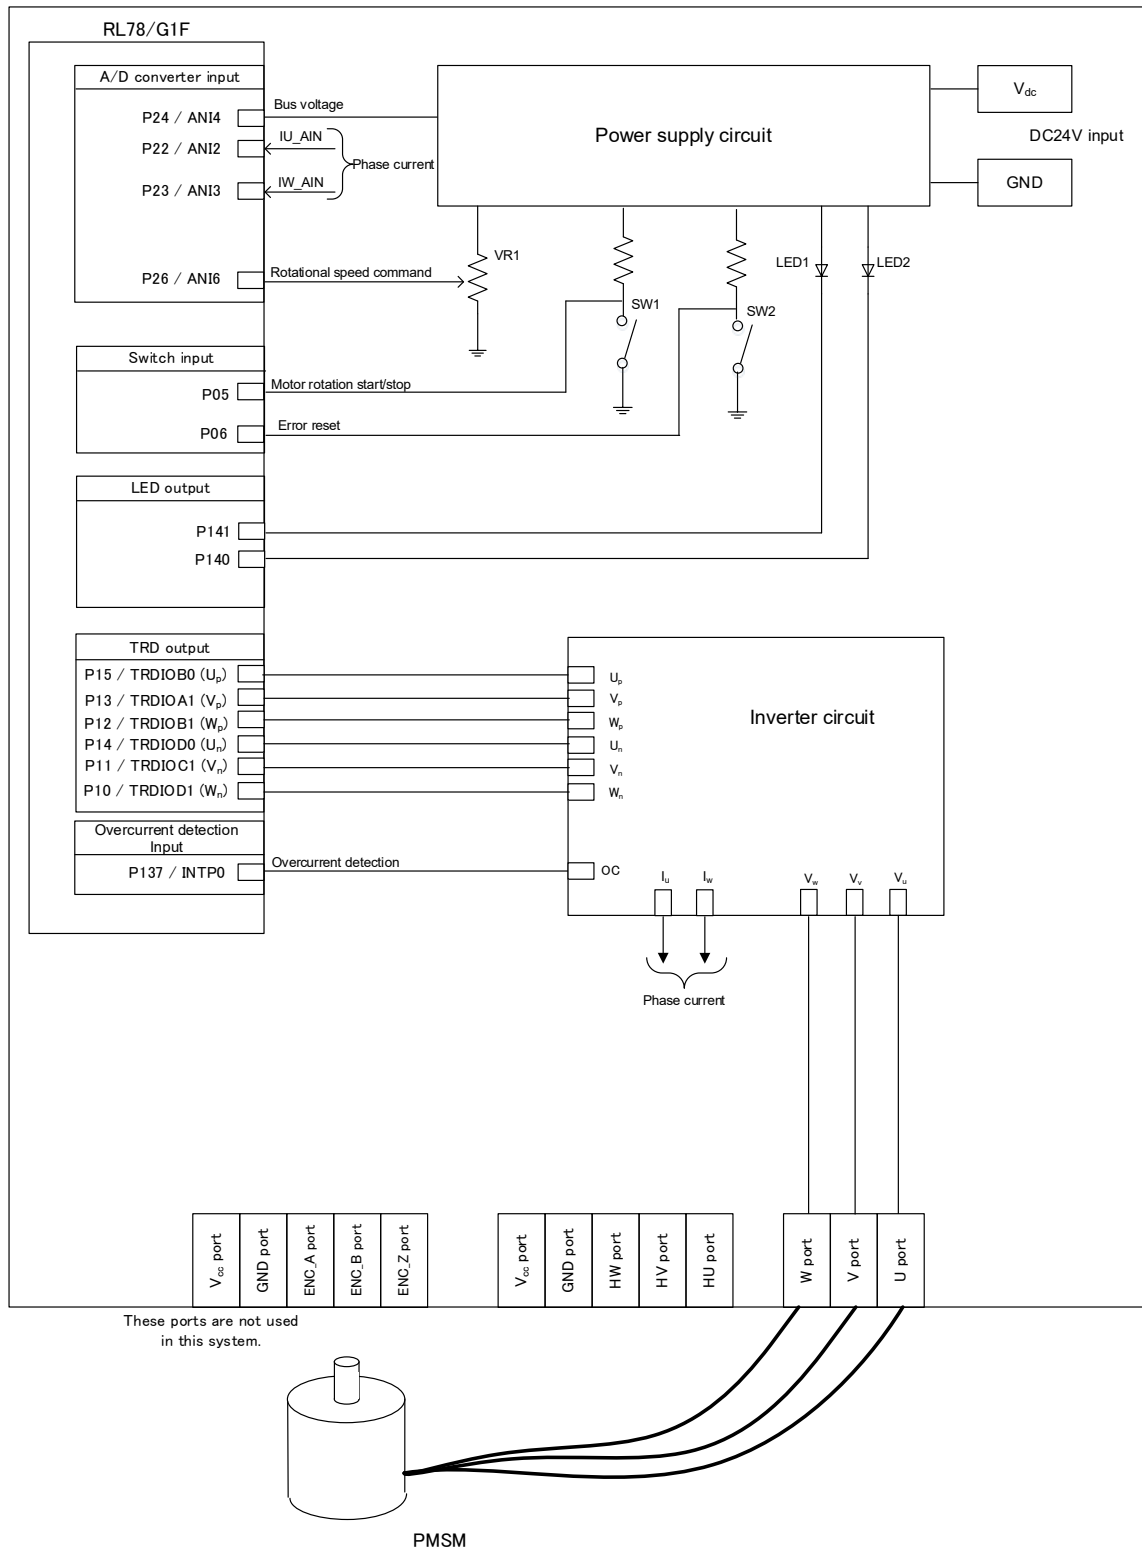 RL78/G1F
A/D converter input
P24 / ANI4
Bus voltage
P22 / ANI2
IU_AIN
P23 / ANI3
IW_AIN
Phase current
P26 / ANI6
Rotational speed command
Power supply circuit
Vdc
DC24V input
GND
VR1
SW1
SW2
LED1
LED2
Switch input
P05
Motor rotation start/stop
P06
Error reset
LED output
P141
P140
TRD output
P15 / TRDIOB0 (Up)
P13 / TRDIOA1 (Vp)
P12 / TRDIOB1 (Wp)
P14 / TRDIOD0 (Un)
P11 / TRDIOC1 (Vn)
P10 / TRDIOD1 (Wn)
Overcurrent detection
Input
P137 / INTP0
Overcurrent detection
Inverter circuit
Up
Vp
Wp
Un
Vn
Wn
OC
Iu
Iw
Vw
Vv
Vu
Phase current
Vcc port
GND port
ENC_A port
ENC_B port
ENC_Z port
Vcc port
GND port
HW port
HV port
HU port
W port
V port
U port
These ports are not used
in this system.
PMSM